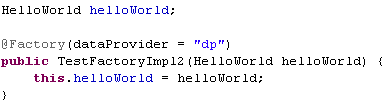 HelloWorld helloWorld;
@Factory(dataProvider = "dp")
public TestFactoryImpl2(HelloWorld helloWorld) {
this.helloWorld = helloWorld;
}